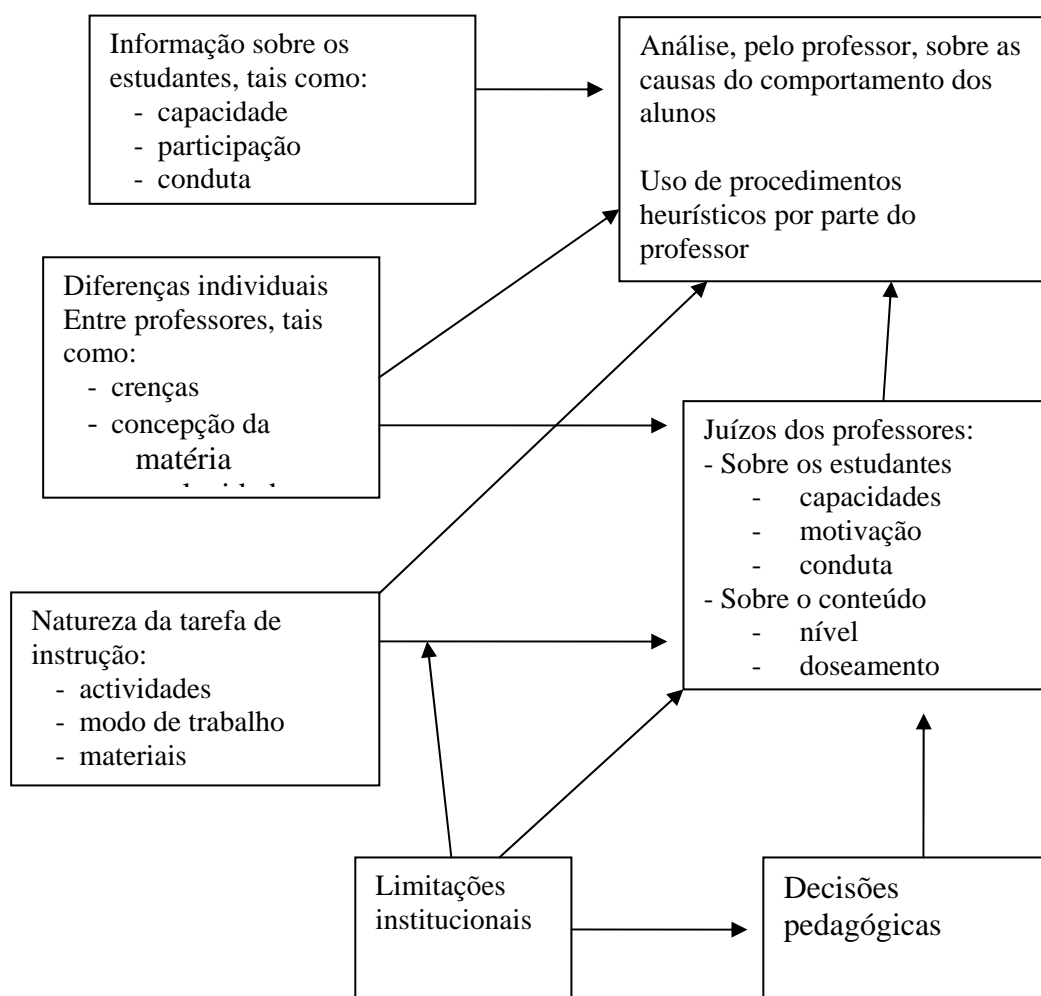 Informação sobre os
estudantes, tais como:
- capacidade
- participação
- conduta
Análise, pelo professor, sobre as
causas do comportamento dos
alunos
Uso de procedimentos
heurísticos por parte do
professor
Diferenças individuais
Entre professores, tais
como:
- crenças
- concepção da
matéria
Juízos dos professores:
- Sobre os estudantes
- capacidades
- motivação
- conduta
- Sobre o conteúdo
- nível
- doseamento
Natureza da tarefa de
instrução:
- actividades
- modo de trabalho
- materiais
Limitações
institucionais
Decisões
pedagógicas